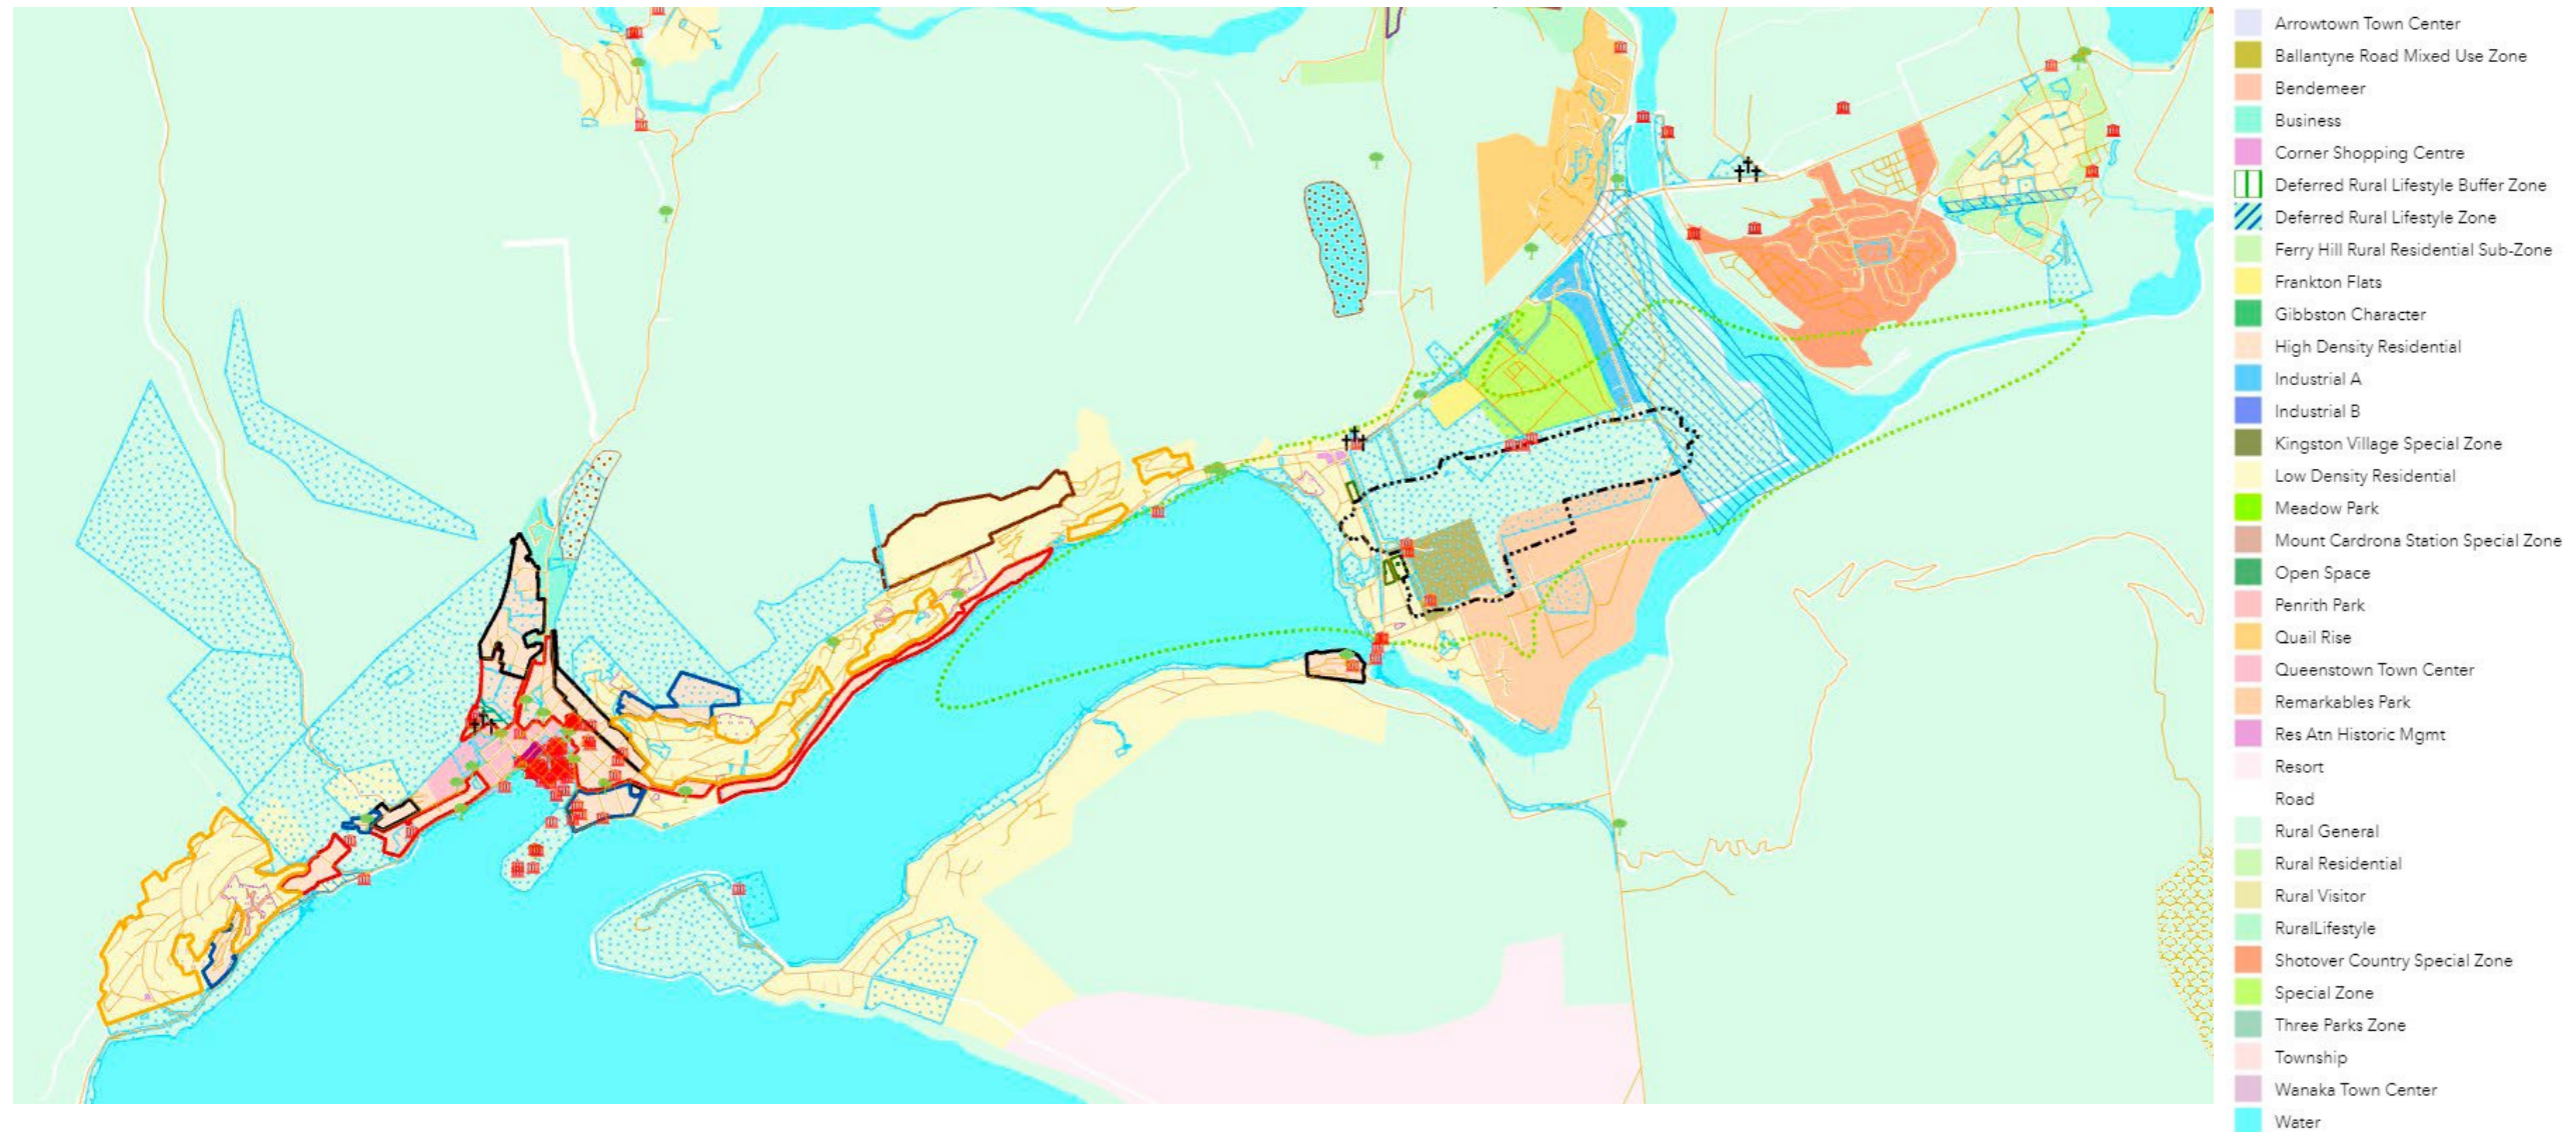 Arrowtown Town Center
Ballantyne Road Mixed Use Zone
Bendemeer
Business
Corner Shopping Centre
Deferred Rural Lifestyle Buffer Zone
Deferred Rural Lifestyle Zone
Ferry Hill Rural Residential Sub-Zone
Frankton Flats
Gibbston Character
High Density Residential
Industrial A
Industrial B
Kingston Village Special Zone
Low Density Residential
Meadow Park
Mount Cardrona Station Special Zone
Open Space
Penrith Park
Quail Rise
Queenstown Town Center
Remarkables Park
Res Atn Historic Mgmt
Resort
Road
Rural General
Rural Residential
Rural Visitor
RuralLifestyle
Shotover Country Special Zone
Special Zone
Three Parks Zone
Township
Wanaka Town Center
Water